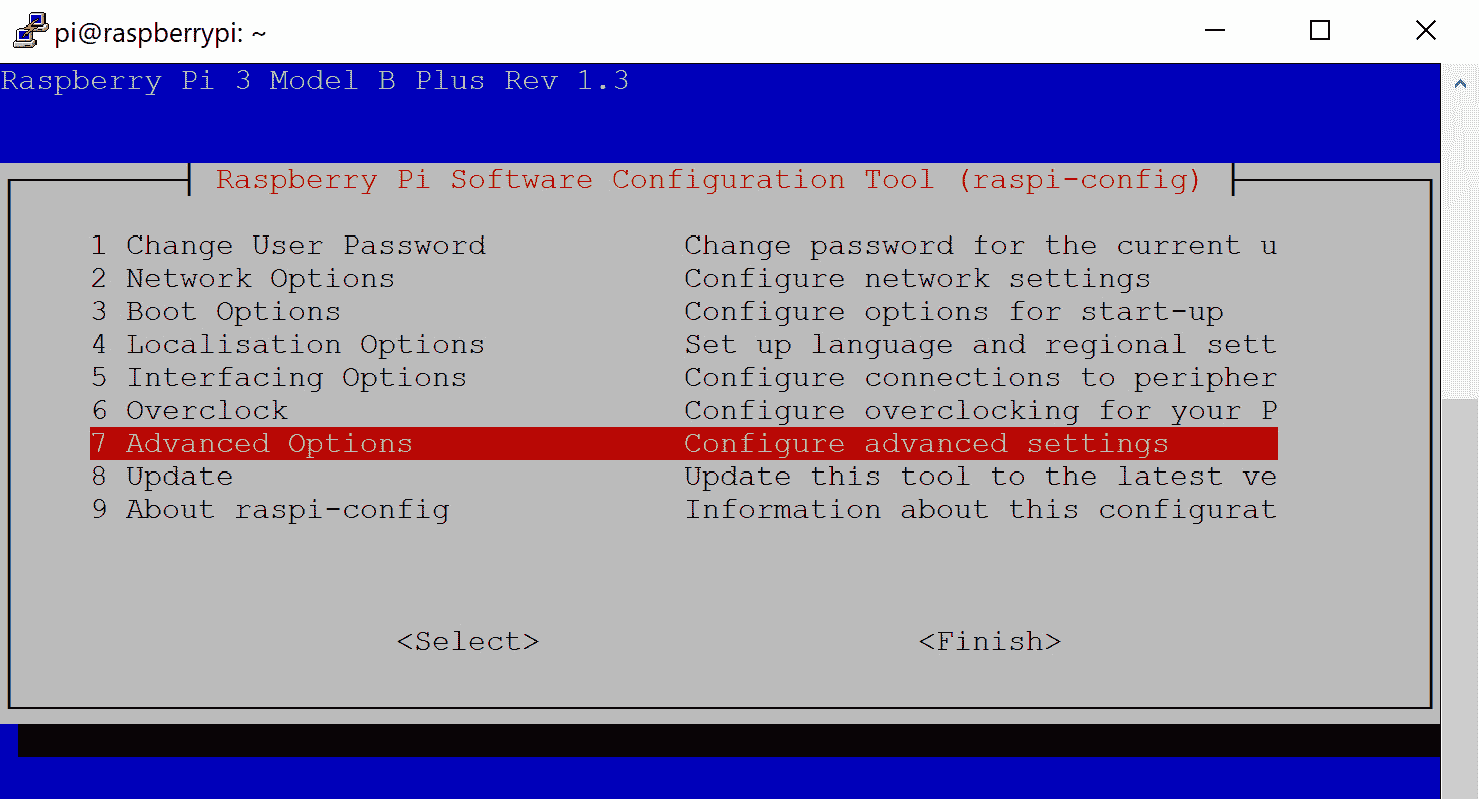 pi@raspberrypi: ~
Raspberry Pi 3 Model B Plus Rev 1.3
Raspberry Pi Software Configuration Tool (raspi-config)
1 Change User Password Change password for the current u
2 Network Options Configure network settings
3 Boot Options Configure options for start-up
4 Localisation Options Set up language and regional sett
5 Interfacing Options Configure connections to peripher
6 Overclock Configure overclocking for your P
7 Advanced Options Configure advanced settings
8 Update Update this tool to the latest ve
9 About raspi-config Information about this configurat
<Select> <Finish>